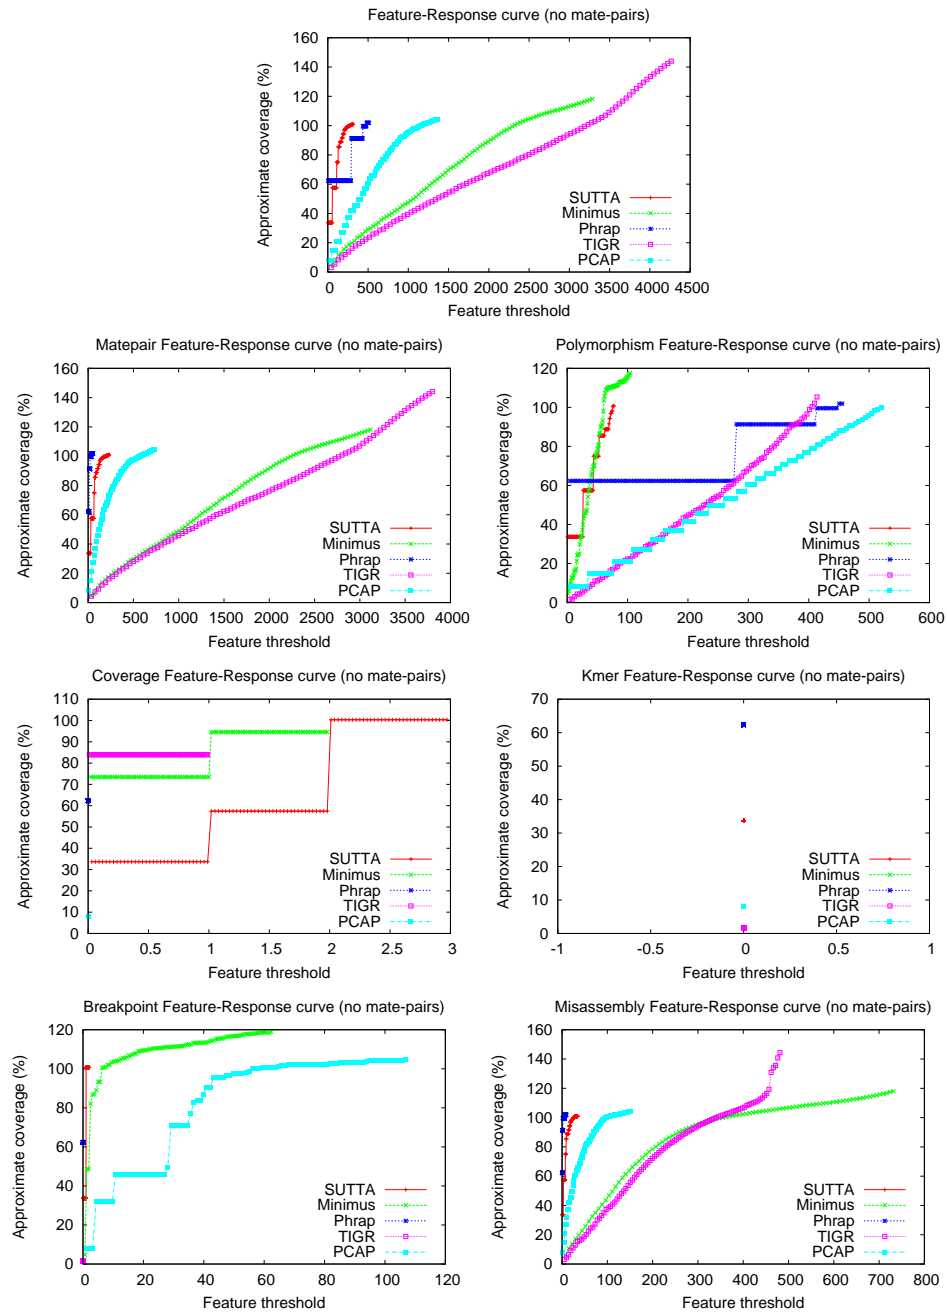 Feature-Response curve (no mate-pairs)
160
140
120
100
80
60
40
20
0
Approximate coverage (%)
SUTTA
Minimus
Phrap
TIGR
PCAP
0 500 1000 1500 2000 2500 3000 3500 4000 4500
Feature threshold
Matepair Feature-Response curve (no mate-pairs)
160
140
120
100
80
60
40
20
0
Approximate coverage (%)
SUTTA
Minimus
Phrap
TIGR
PCAP
0 500 1000 1500 2000 2500 3000 3500 4000
Feature threshold
Polymorphism Feature-Response curve (no mate-pairs)
120
100
80
60
40
20
0
Approximate coverage (%)
SUTTA
Minimus
Phrap
TIGR
PCAP
0 100 200 300 400 500 600
Feature threshold
Coverage Feature-Response curve (no mate-pairs)
110
100
90
80
70
60
50
40
30
20
10
0
Approximate coverage (%)
SUTTA
Minimus
Phrap
TIGR
PCAP
0 0.5 1 1.5 2 2.5 3
Feature threshold
Kmer Feature-Response curve (no mate-pairs)
70
60
50
40
30
20
10
0
Approximate coverage (%)
SUTTA
Minimus
Phrap
TIGR
PCAP
-1 -0.5 0 0.5 1
Feature threshold
Breakpoint Feature-Response curve (no mate-pairs)
120
100
80
60
40
20
0
Approximate coverage (%)
SUTTA
Minimus
Phrap
TIGR
PCAP
0 20 40 60 80 100 120
Feature threshold
Misassembly Feature-Response curve (no mate-pairs)
160
140
120
100
80
60
40
20
0
Approximate coverage (%)
SUTTA
Minimus
Phrap
TIGR
PCAP
0 100 200 300 400 500 600 700 800
Feature threshold